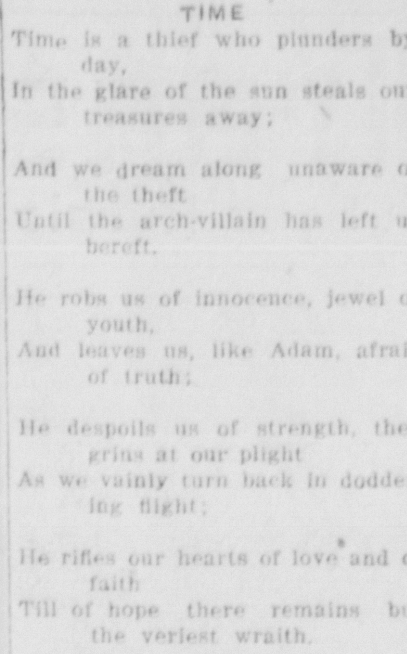 TIME
Time is a thief who plunders by
day,
In the glare of the sun steals ou
treasures away;
And we dream along unaware o
the theft
Until the arch-villain has left u
bereft.
He robs us of innocence, jewel o
youth,
And leaves us, like Adam, afrai
of truth;
He despoils us of strength, the
grins at our plight
As we vainly turn back in dodde
ing flight;
He rifles our hearts of love and o
faith
Till of hope there remains bu
the veriest wraith.